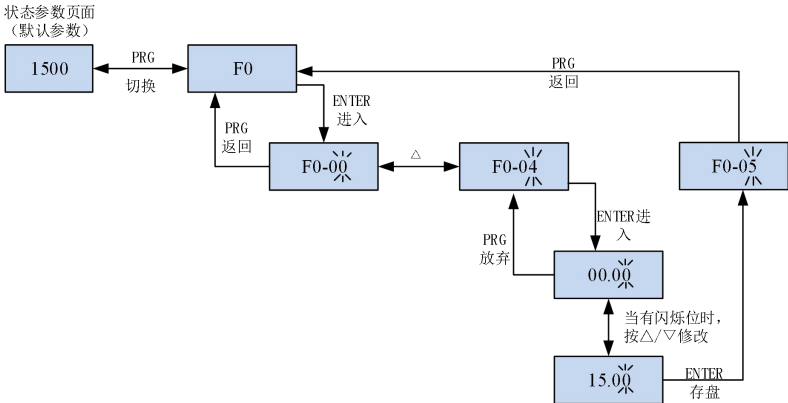 状态参数页面
（默认参数）
1500
PRG
切换
F0
PRG
返回
ENTER
进入
PRG
返回
F0-00
△
F0-04
F0-05
ENTER进
入
PRG
放弃
00.00
当有闪烁位时，
按△/▽修改
15.00
ENTER
存盘